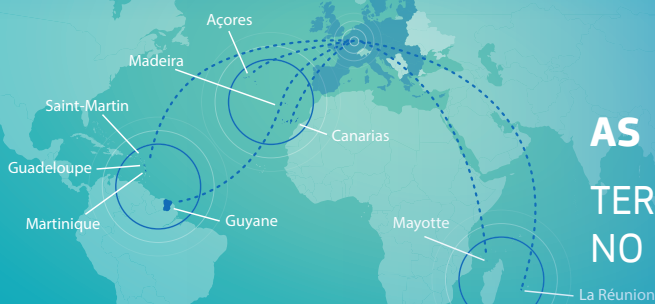 Açores
Madeira
Saint-Martin
Canarias
Guadeloupe
Martinique
Guyane
Mayotte
La Réunion
AS
TER
NO